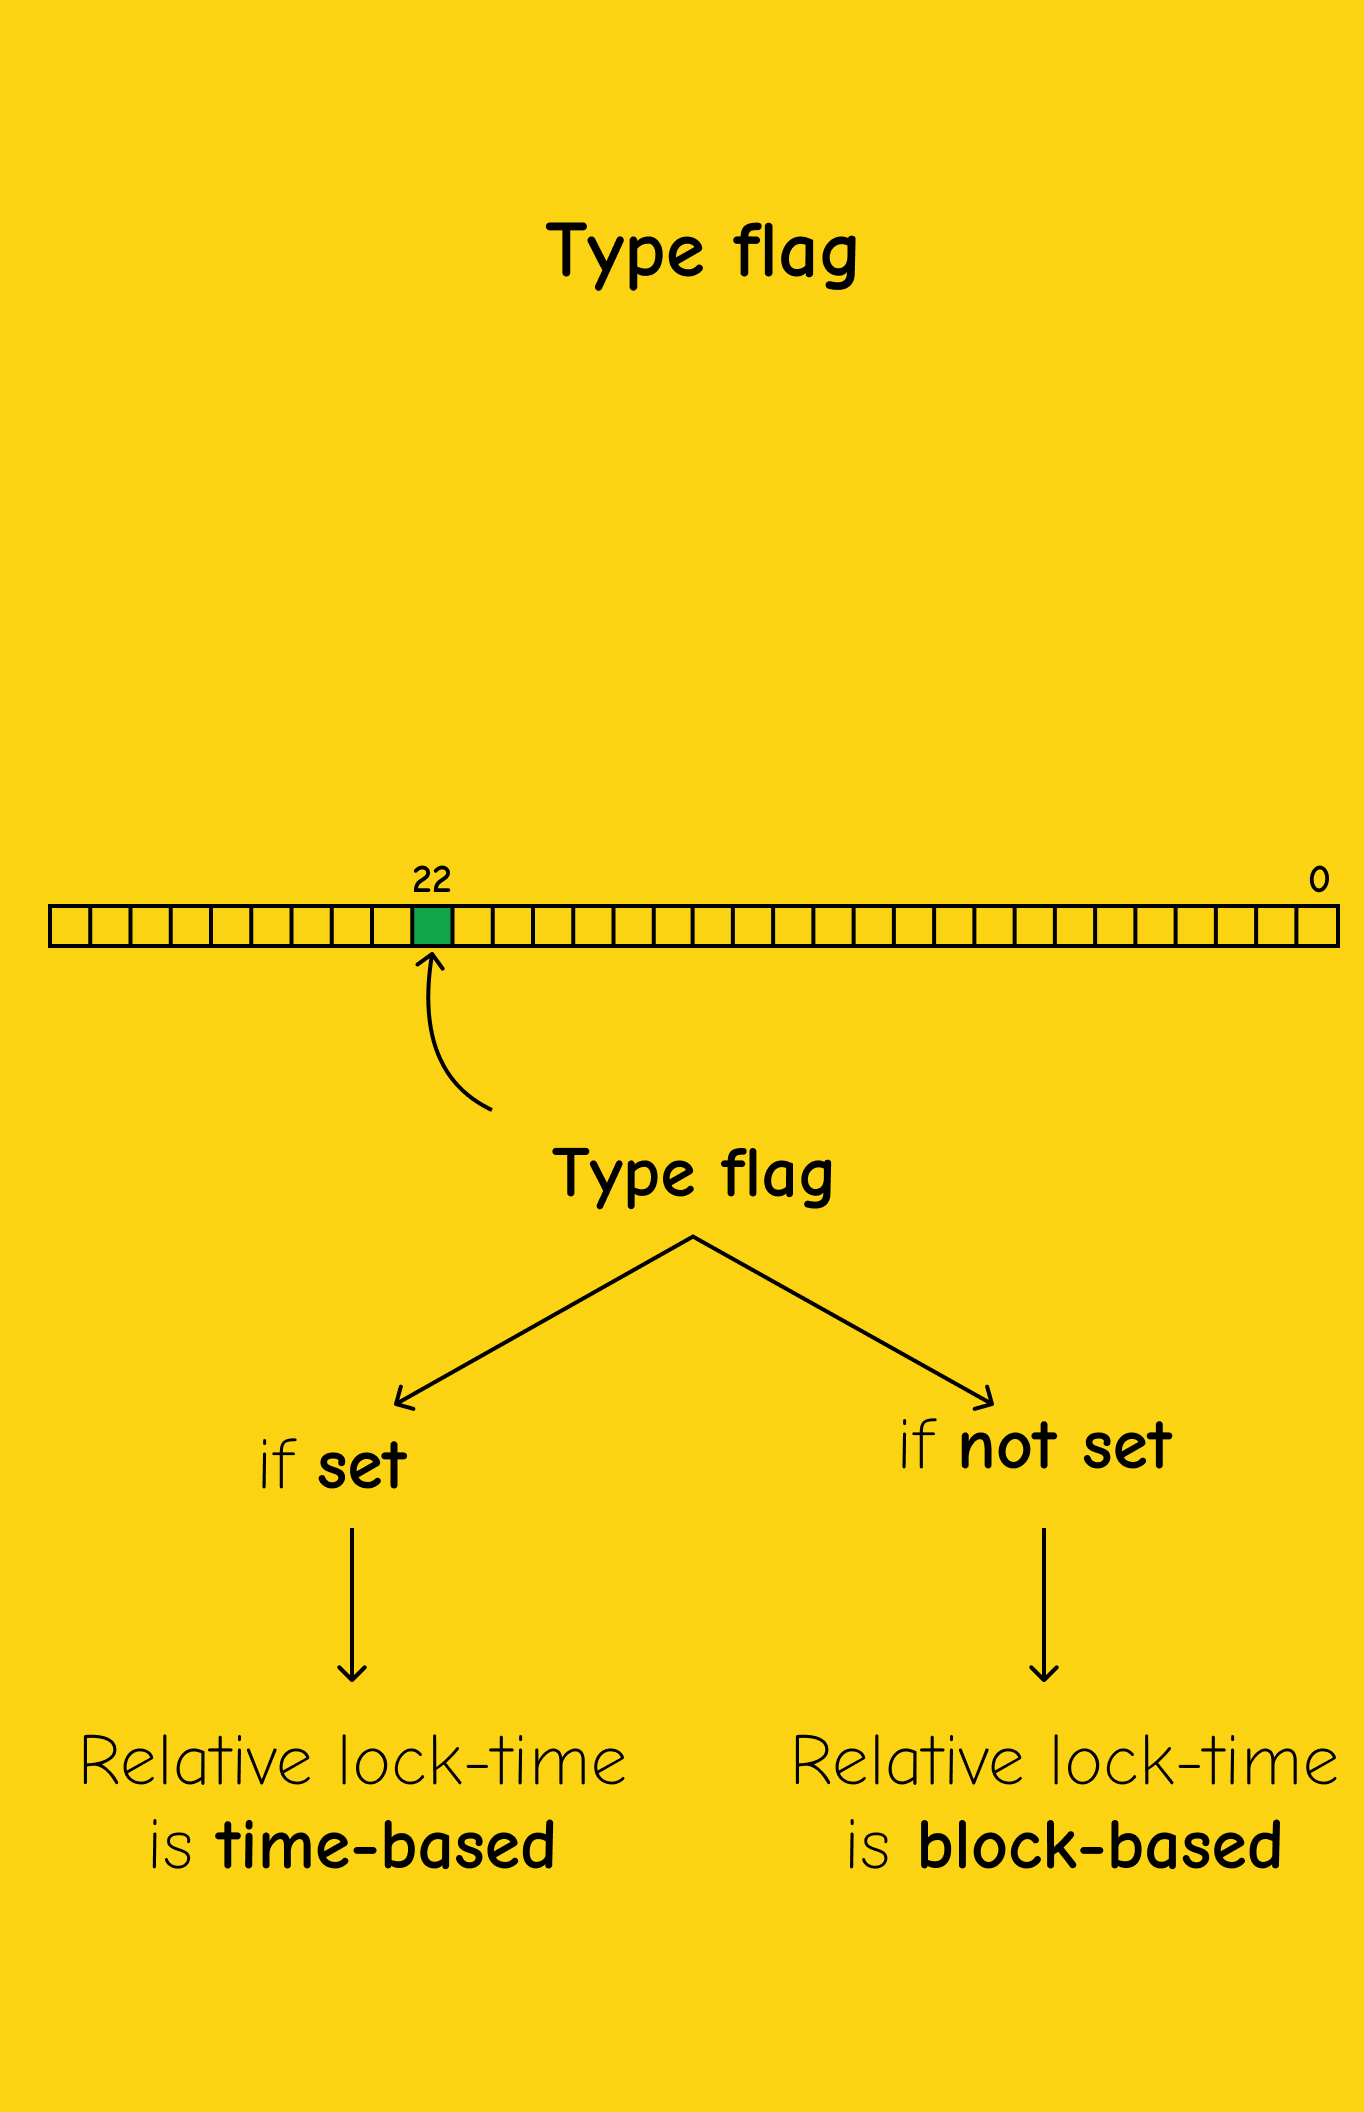 Type flag
22 0
Type flag
if set
if not set
Relative lock-time
is time-based
Relative lock-time
is block-based